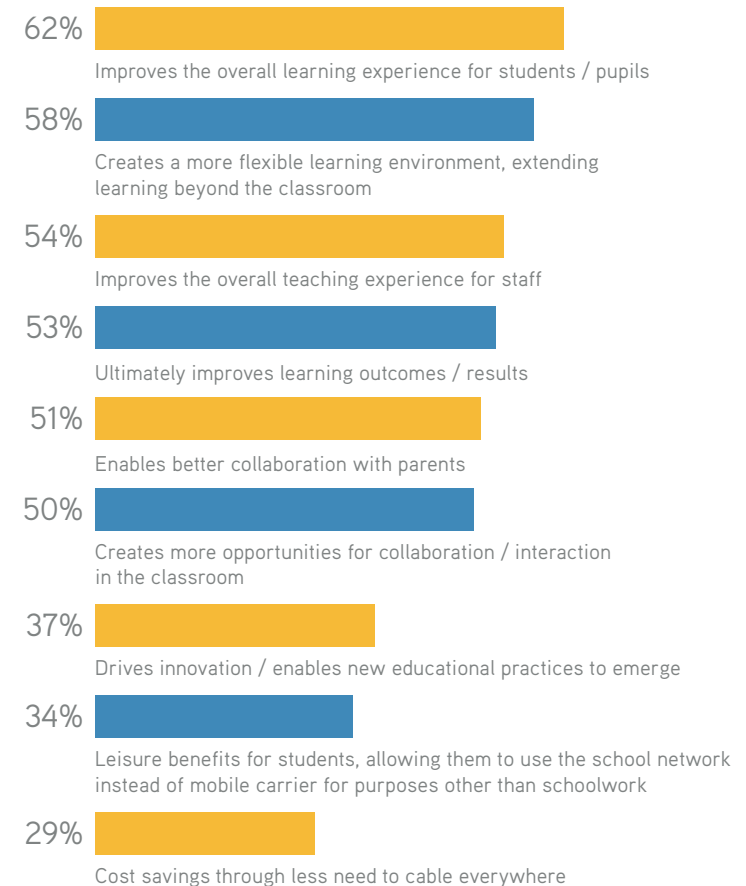 62%
Improves the overall learning experience for students / pupils
58%
Creates a more flexible learning environment, extending
learning beyond the classroom
54%
Improves the overall teaching experience for staff
53%
Ultimately improves learning outcomes / results
51%
Enables better collaboration with parents
50%
Creates more opportunities for collaboration / interaction
in the classroom
37%
Drives innovation / enables new educational practices to emerge
34%
Leisure benefits for students, allowing them to use the school network
instead of mobile carrier for purposes other than schoolwork
29%
Cost savings through less need to cable everywhere